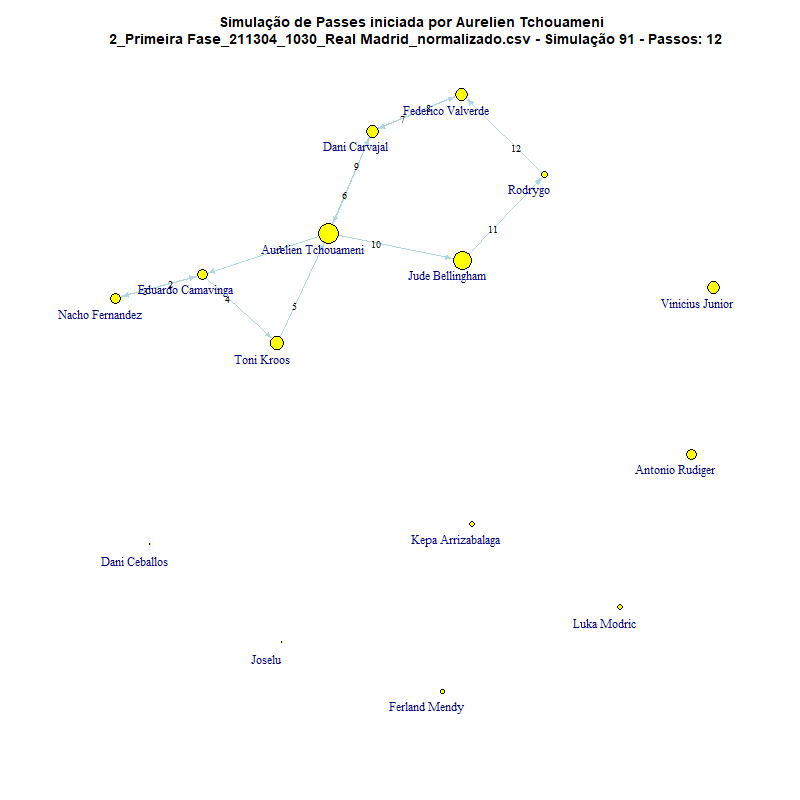 Simulação de Passes iniciada por Aurelien Tchouameni
2_Primeira Fase_211304_1030_Real Madrid_normalizado.csv - Simulação 91 - Passos: 12
Federico Valverde
8
7
Dani Carvajal
12
9
Rodrygo
6
11
10
1
Aurelien Tchouameni
Jude Bellingham
2
Eduardo Camavinga
4
Vinicius Junior
5
Nacho Fernandez
Toni Kroos
Antonio Rudiger
Kepa Arrizabalaga
Dani Ceballos
Luka Modric
Joselu
Ferland Mendy